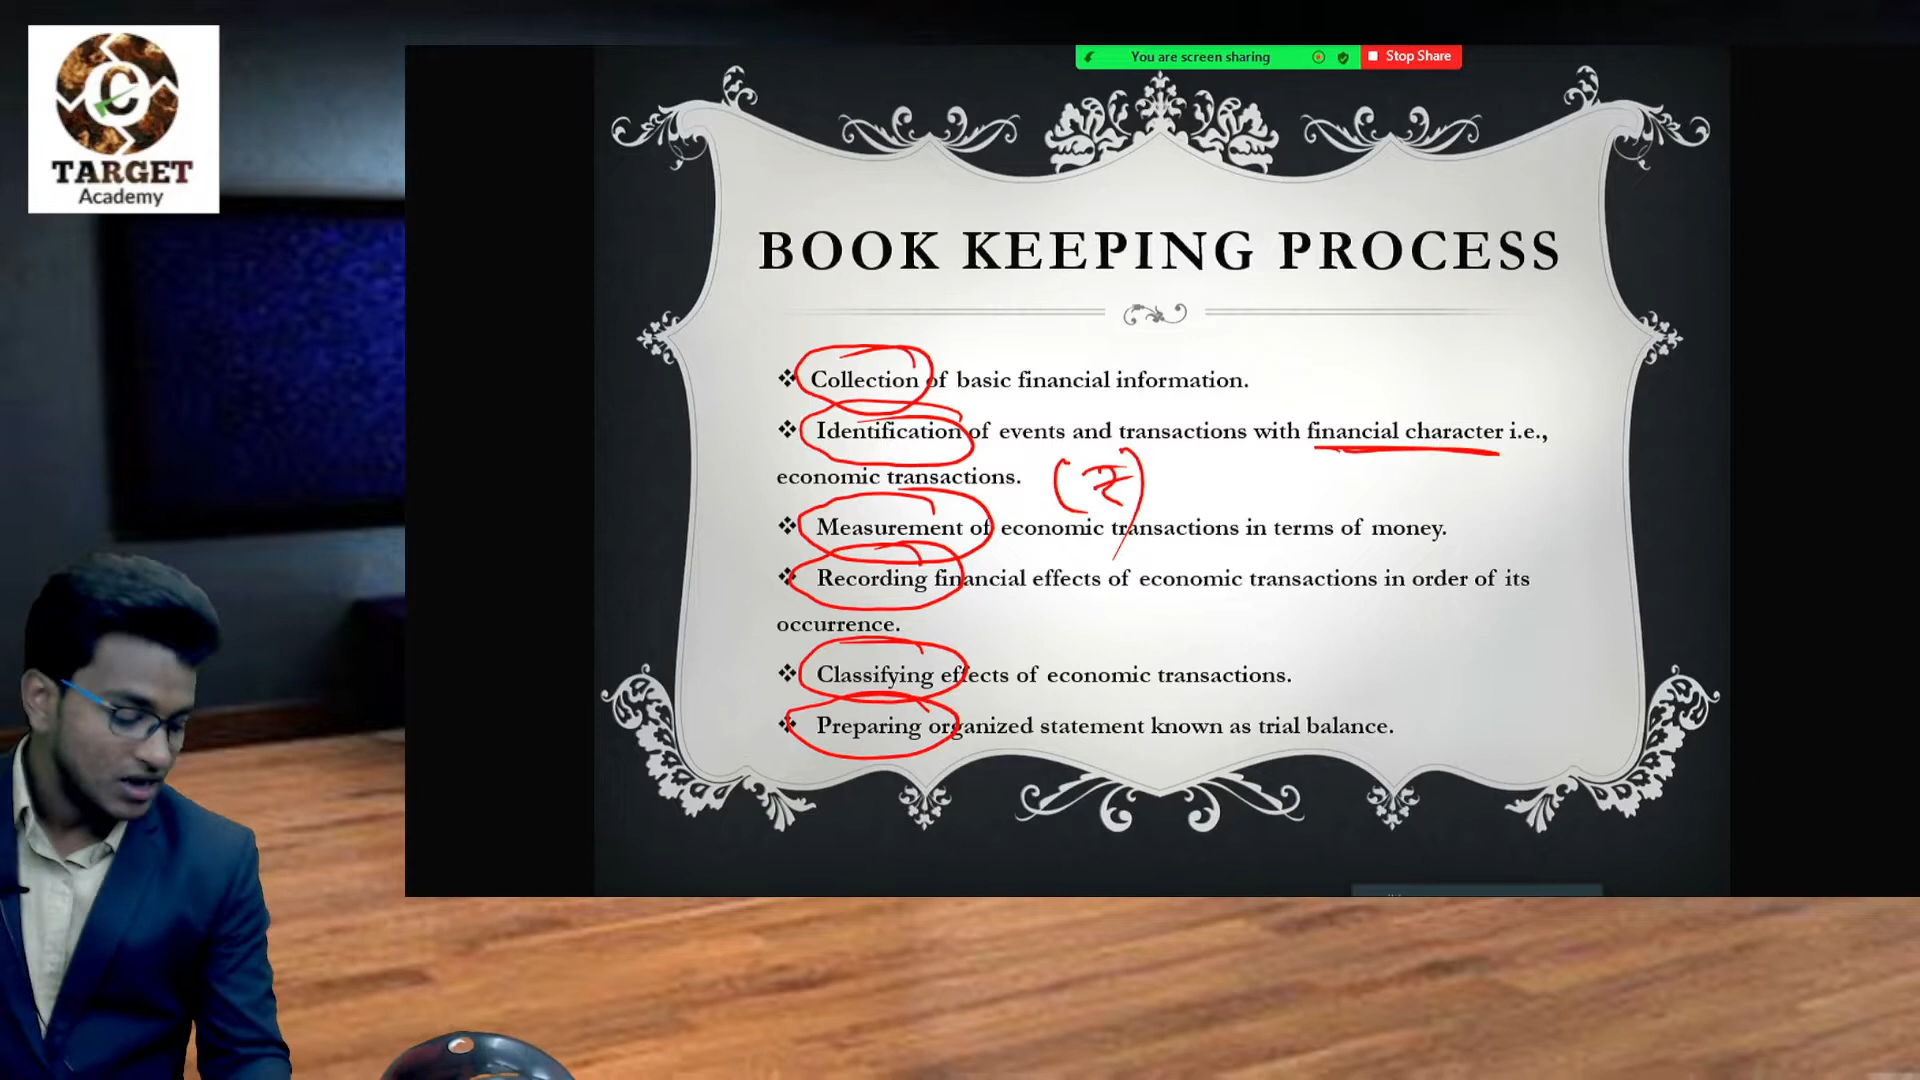 C
TARGET
Academy
You are screen sharing
Stop Share
BOOK KEEPING PROCESS
❖ Collection of basic financial information.
❖ Identification of events and transactions with financial character i.e.,
economic transactions.
(₹)
❖ Measurement of economic transactions in terms of money.
❖ Recording financial effects of economic transactions in order of its
occurrence.
❖ Classifying effects of economic transactions.
❖ Preparing organized statement known as trial balance.